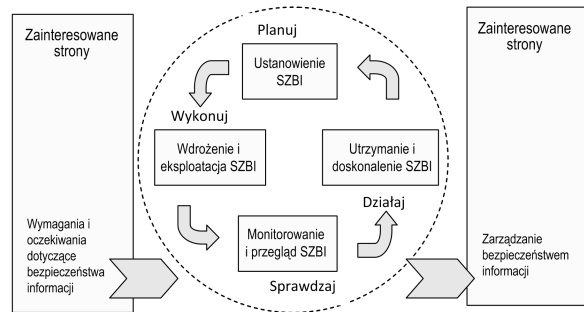 Zainteresowane
strony
Wymagania i
oczekiwania
dotyczące
bezpieczeństwa
informacji
Planuj
Ustanowienie
SZBI
Wykonuj
Wdrożenie i
eksploatacja SZBI
Utrzymanie i
doskonalenie SZBI
Działaj
Monitorowanie
i przegląd SZBI
Sprawdzaj
Zainteresowane
strony
Zarządzanie
bezpieczeństwem
informacji